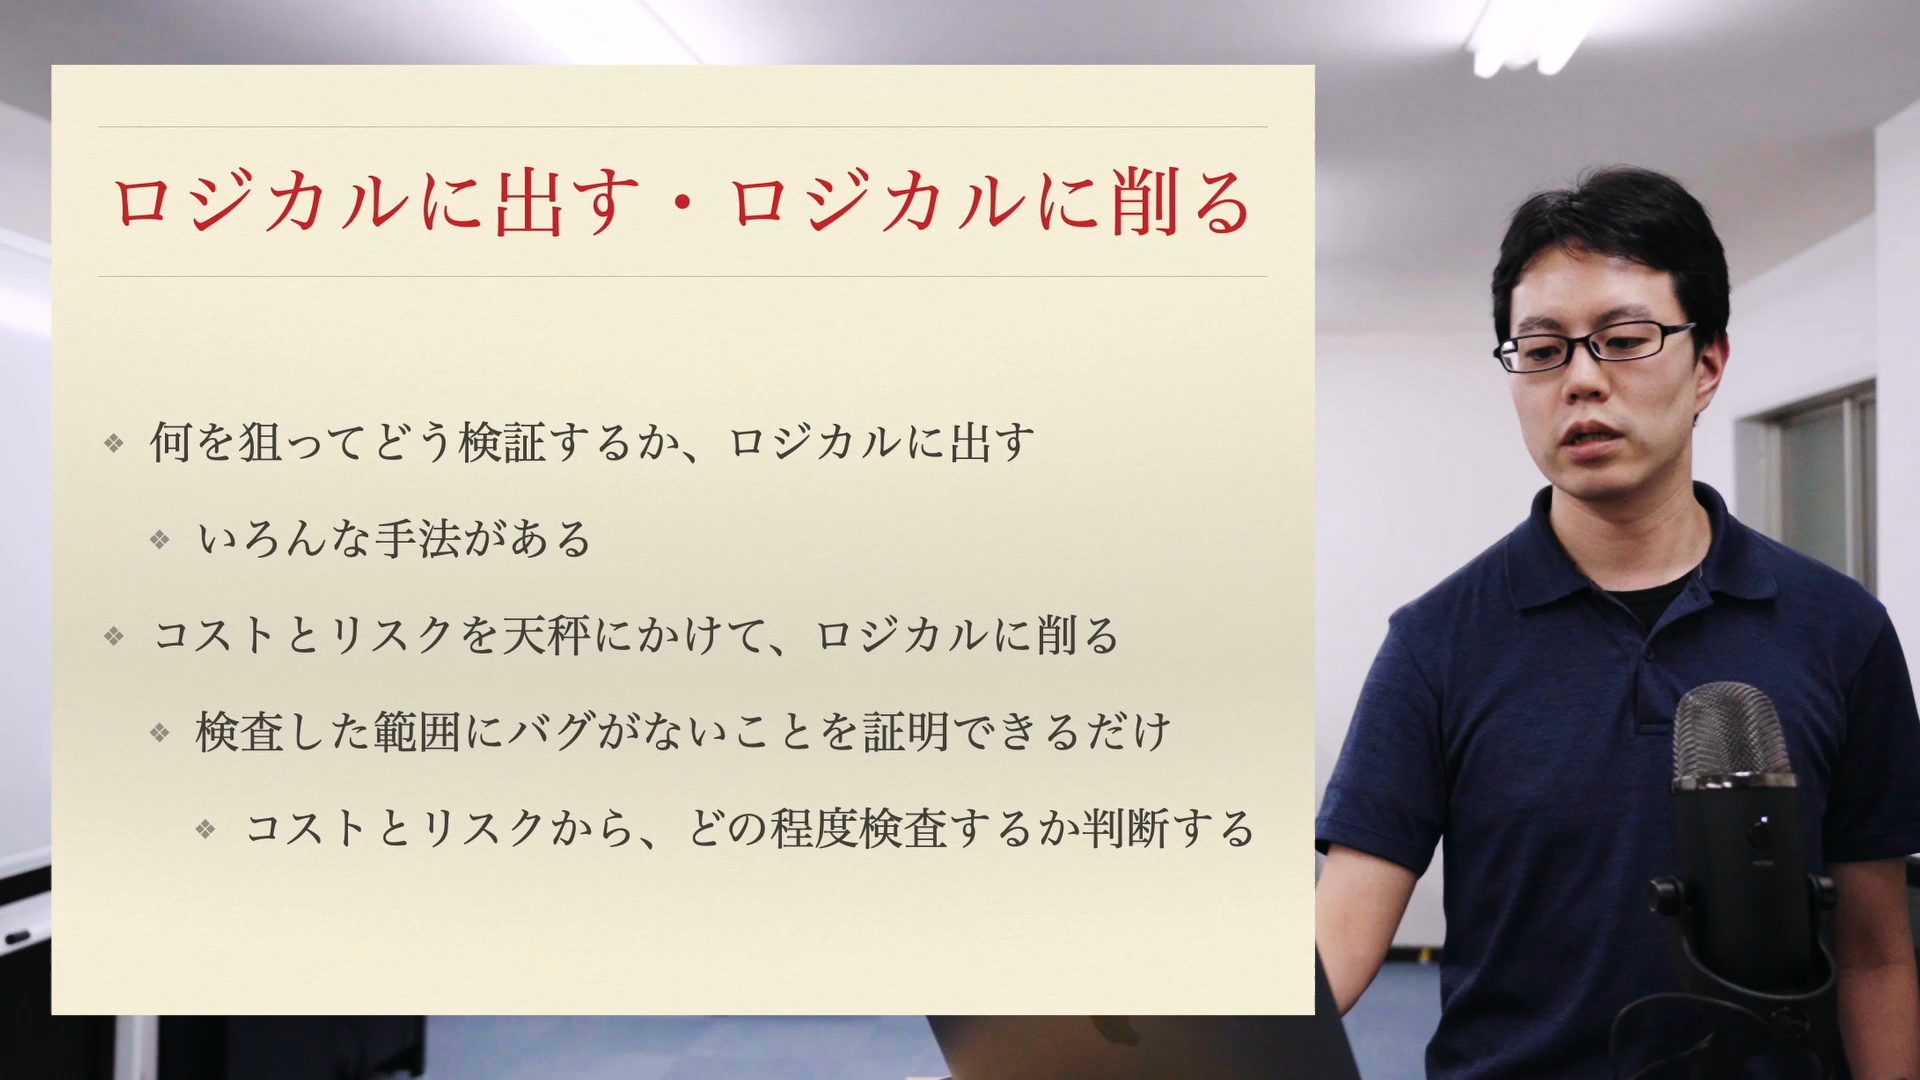 ロジカルに出す・ロジカルに削る
何を狙ってどう検証するか、ロジカルに出す
いろんな手法がある
コストとリスクを天秤にかけて、ロジカルに削る
検査した範囲にバグがないことを証明できるだけ
コストとリスクから、どの程度検査するか判断する